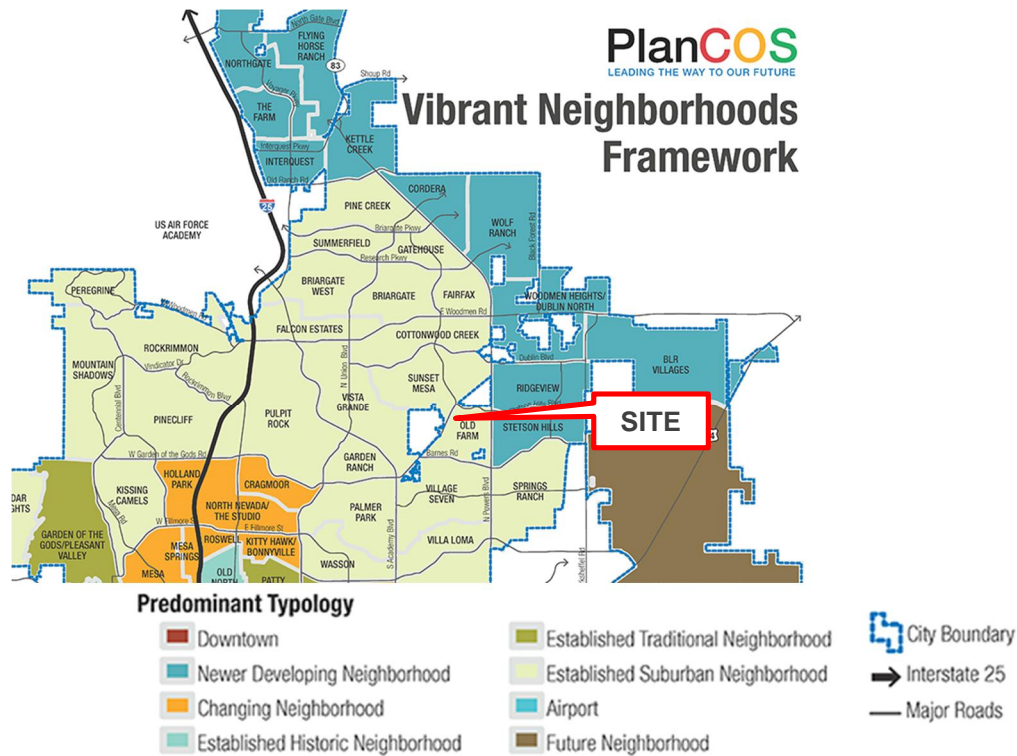 PlanCOS
LEADING THE WAY TO OUR FUTURE
Vibrant Neighborhoods
Framework
North Gate Blvd
FLYING
HORSE
RANCH
NORTHGATE
83
Shoup Rd
Voyager Pkwy
THE
FARM
KETTLE
CREEK
Interquest Pkwy
INTERQUEST
Old Ranch Rd
CORDERA
25
PINE CREEK
US AIR FORCE
ACADEMY
WOLF
RANCH
Black Forest Rd
Briargate Pkwy
SUMMERFIELD
GATEHOUSE
Research Pkwy
BRIARGATE
WEST
BRIARGATE
FAIRFAX
PEREGRINE
WOODMEN HEIGHTS/
DUBLIN NORTH
W Woodmen Rd
E Woodmen Rd
FALCON ESTATES
COTTONWOOD CREEK
ROCKRIMMON
Dublin Blvd
BLR
VILLAGES
MOUNTAIN
SHADOWS
Vindicator Dr
N Union Blvd
SUNSET
MESA
RIDGEVIEW
Rockrimmon Blvd
Centennial Blvd
VISTA
GRANDE
PINECLIFF
PULPIT
ROCK
SITE
OLD
FARM
STETSON HILLS
W Garden of the Gods Rd
Barnes Rd
GARDEN
RANCH
HOLLAND
PARK
CRAGMOOR
KISSING
CAMELS
VILLAGE
SEVEN
SPRINGS
RANCH
N Powers Blvd
DAR
GHTS
Mesa Rd
NORTH NEVADA/
THE STUDIO
PALMER
PARK
W Fillmore St
E Fillmore St
GARDEN OF THE
GODS/PLEASANT
VALLEY
MESA
SPRINGS
ROSWELL
KITTY HAWK/
BONNYVILLE
S Academy Blvd
VILLA LOMA
WASSON
MESA
OLD
NORTH
PATTY
Predominant Typology
Downtown
Newer Developing Neighborhood
Changing Neighborhood
Established Historic Neighborhood
Established Traditional Neighborhood
Established Suburban Neighborhood
Airport
Future Neighborhood
City Boundary
Interstate 25
Major Roads